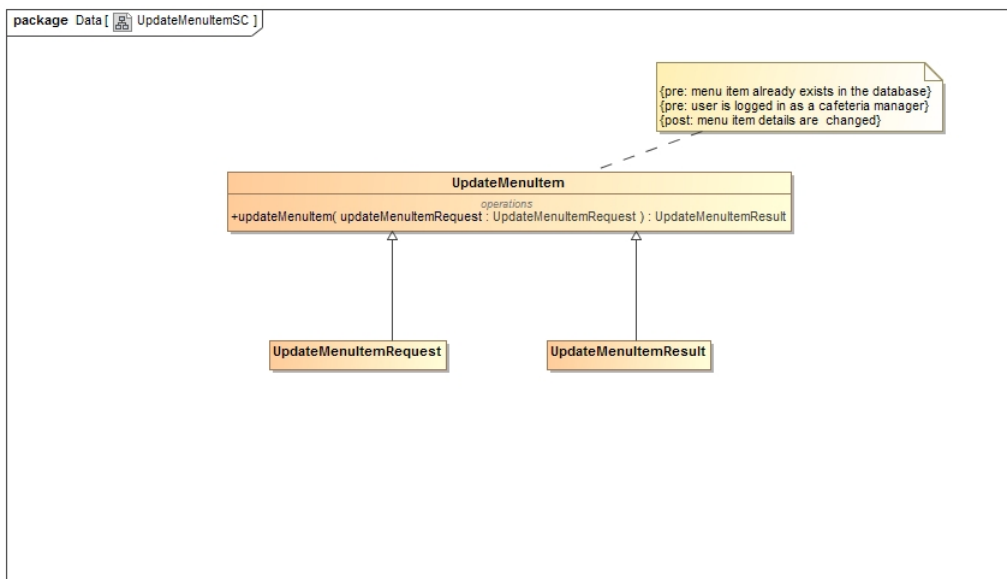 package Data [ UpdateMenuItemSC ]
{pre: menu item already exists in the database}
{pre: user is logged in as a cafeteria manager}
{post: menu item details are  changed}
UpdateMenuItem
operations
+updateMenuItem( updateMenuItemRequest : UpdateMenuItemRequest ) : UpdateMenuItemResult
UpdateMenuItemRequest
UpdateMenuItemResult